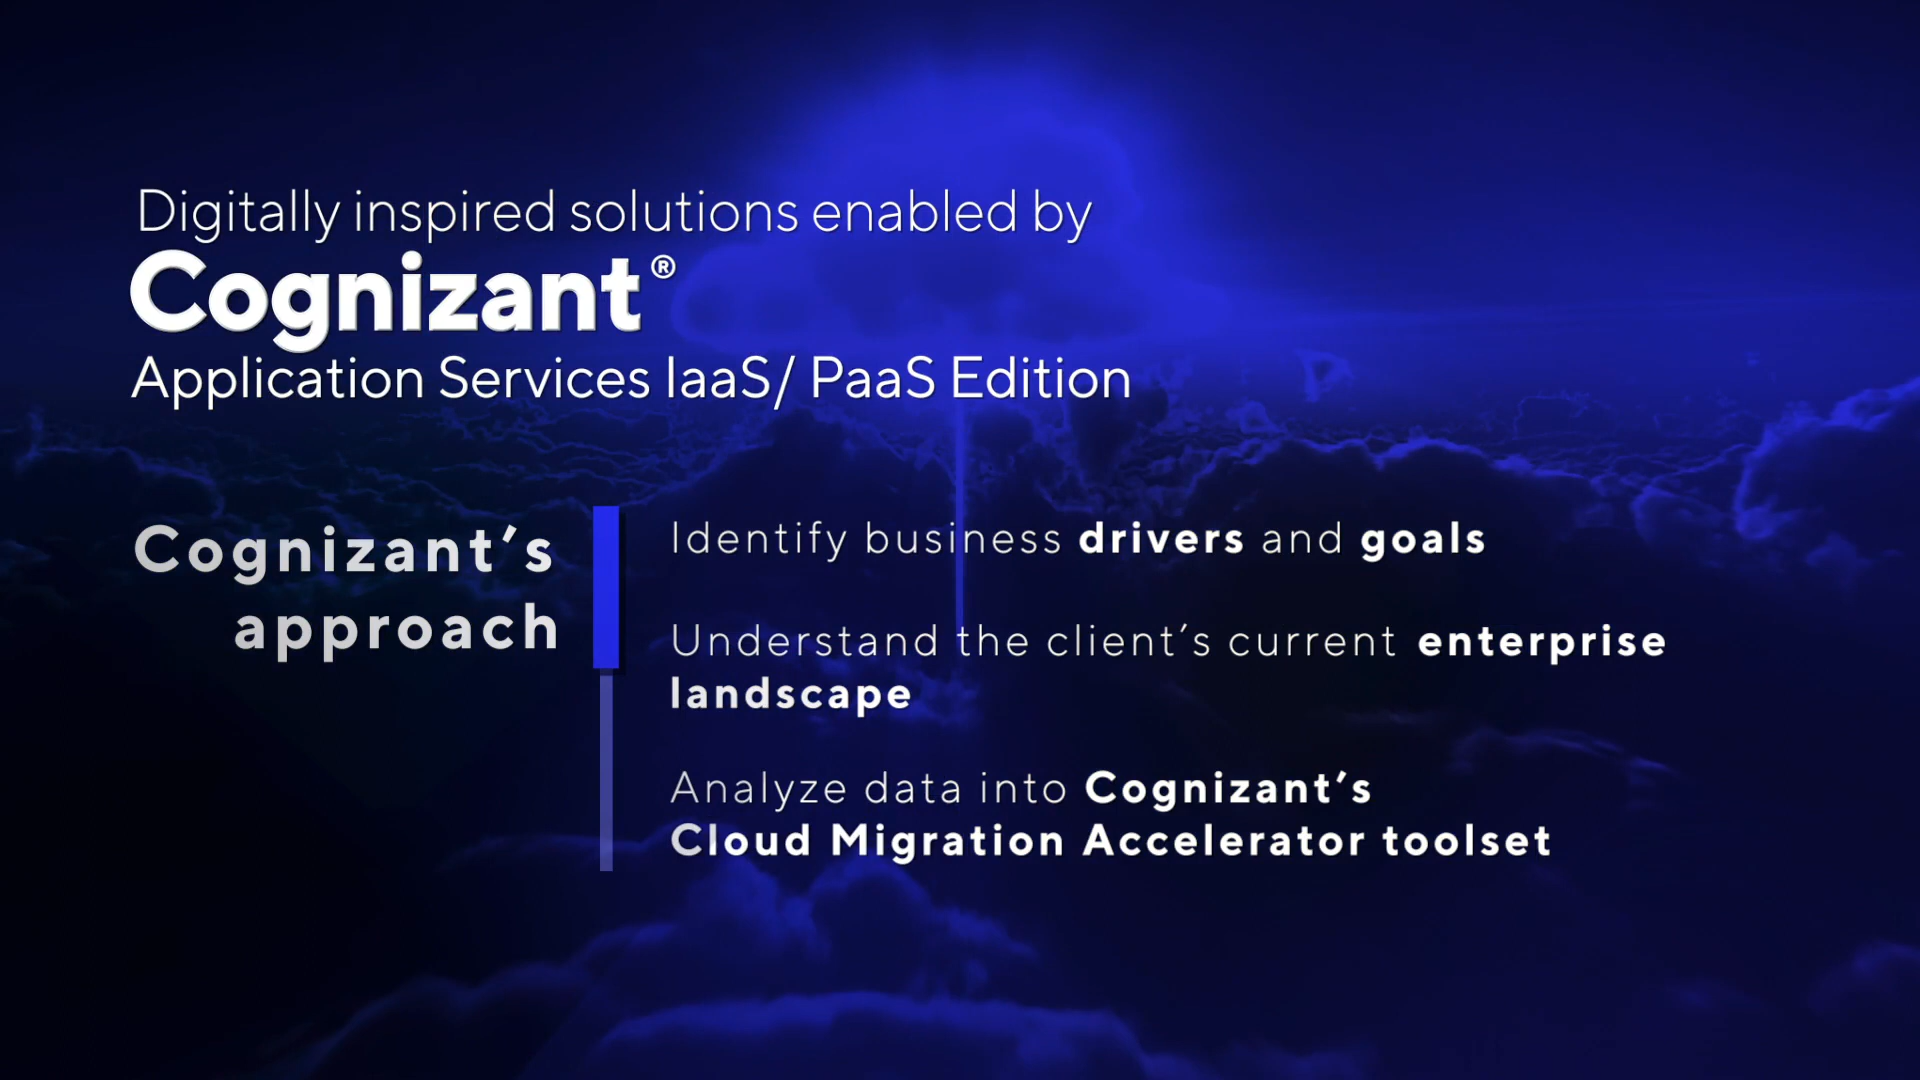 Digitally inspired solutions enabled by
Cognizant®
Application Services IaaS/ PaaS Edition
Cognizant’s
approach
Identify business drivers and goals
Understand the client’s current enterprise
landscape
Analyze data into Cognizant’s
Cloud Migration Accelerator toolset